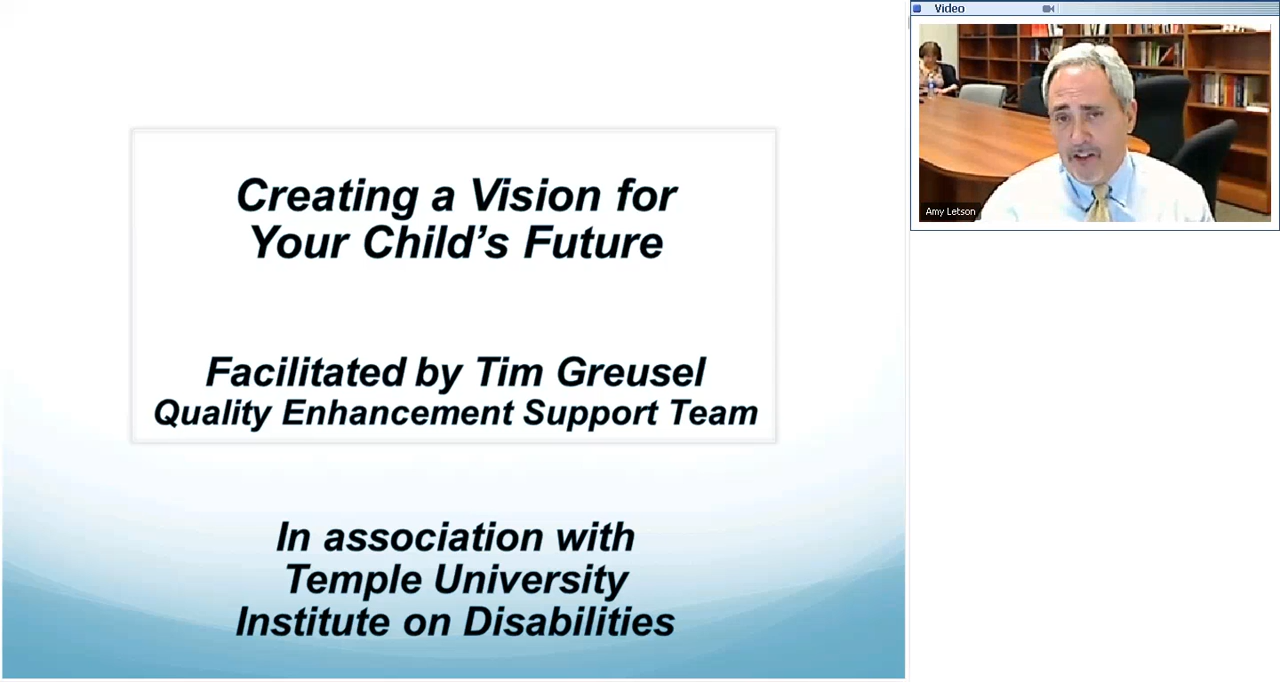 Creating a Vision for
Your Child's Future
Facilitated by Tim Greusel
Quality Enhancement Support Team
In association with
Temple University
Institute on Disabilities
Video
Amy Letson